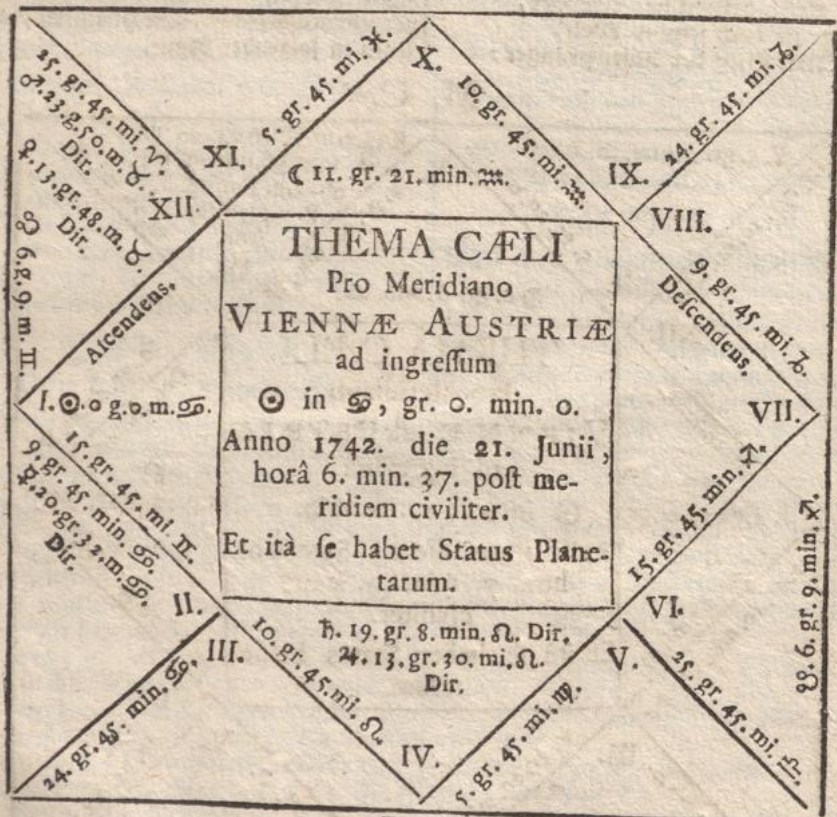 25. gr. 45. mi. ♈.
♂. 23. g. 50. m. ♉.
Dir.
♀. 13. gr. 48. m. ♉.
Dir.
☊ 6. g. 9. m. ♊.
XII.
XI.
5. gr. 45. mi. ♓.
X.
10. gr. 45. mi. ♒.
☾ 11. gr. 21. min. ♒.
IX.
24. gr. 45. mi. ♑.
VIII.
9. gr. 45. mi. ♑.
Deſcendeus.
VII.
Aſcendens.
I. ☉. 0 g. 0. m. ♋.
THEMA CÆLI
Pro Meridiano
VIENNÆ AUSTRIÆ
ad ingreſſum
☉ in ♋, gr. 0. min. 0.
Anno 1742. die 21. Junii,
horâ 6. min. 37. poſt me-
ridiem civiliter.
Et ità ſe habet Status Plane-
tarum.
15. gr. 45. mi. ♊.
9. gr. 45. min. ♋.
☿. 20. gr. 32. m. ♋.
Dir.
II.
III.
24. gr. 45. min. ♋.
10. gr. 45. mi. ♌.
♄. 19. gr. 8. min. ♌. Dir.
♃. 13. gr. 30. mi. ♌.
Dir.
IV.
5. gr. 45. mi. ♍.
V.
25. gr. 45. mi. ♎.
VI.
15. gr. 45. min. ♐.
☋. 6. gr. 9. min. ♐.